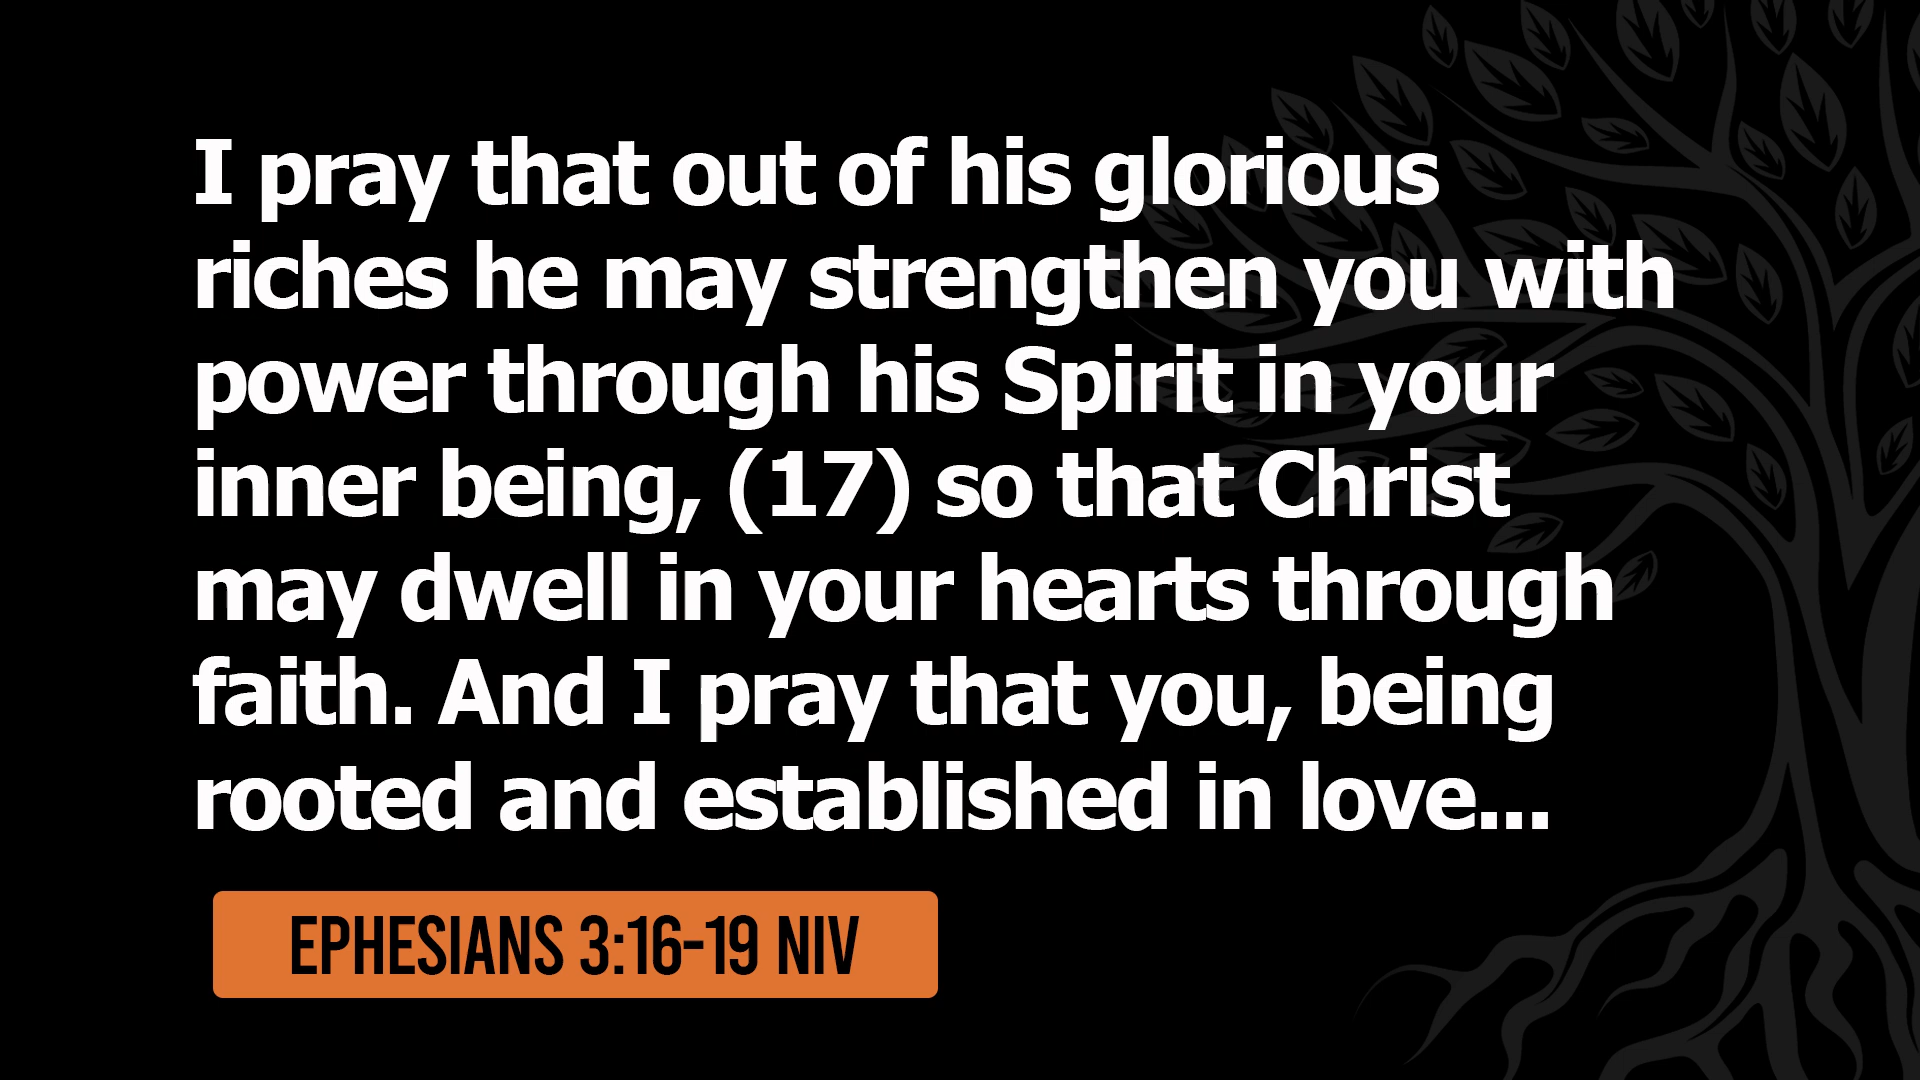 I pray that out of his glorious
riches he may strengthen you with
power through his Spirit in your
inner being, (17) so that Christ
may dwell in your hearts through
faith. And I pray that you, being
rooted and established in love...
EPHESIANS 3:16-19 NIV